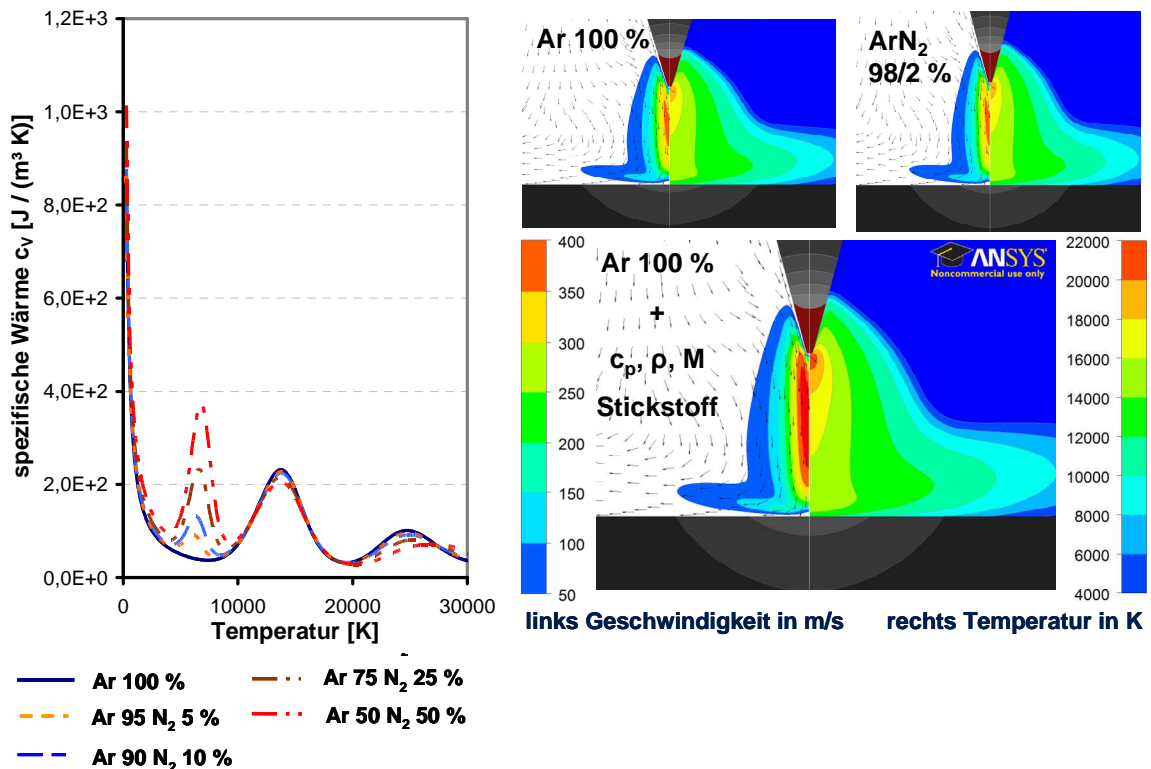 spezifische Wärme c_V [J / (m³ K)]
1,2E+3
1,0E+3
8,0E+2
6,0E+2
4,0E+2
2,0E+2
0,0E+0
0 10000 20000 30000
Temperatur [K]
Ar 100 %
Ar 95 N₂ 5 %
Ar 90 N₂ 10 %
Ar 75 N₂ 25 %
Ar 50 N₂ 50 %
Ar 100 %
ArN₂
98/2 %
Ar 100 %
+
c_p, ρ, M
Stickstoff
ANSYS
Noncommercial use only
400
350
300
250
200
150
100
50
22000
20000
18000
16000
14000
12000
10000
8000
6000
4000
links Geschwindigkeit in m/s
rechts Temperatur in K